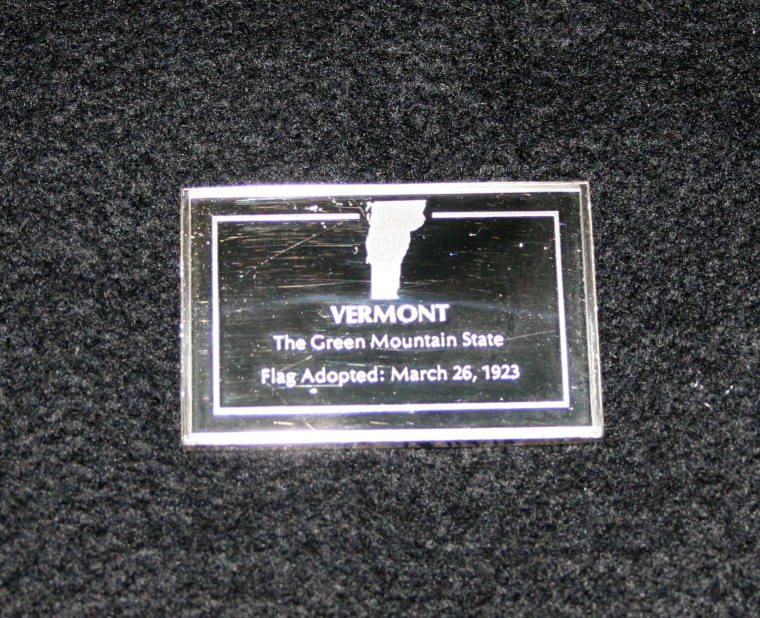 VERMONT
The Green Mountain State
Flag Adopted: March 26, 1923